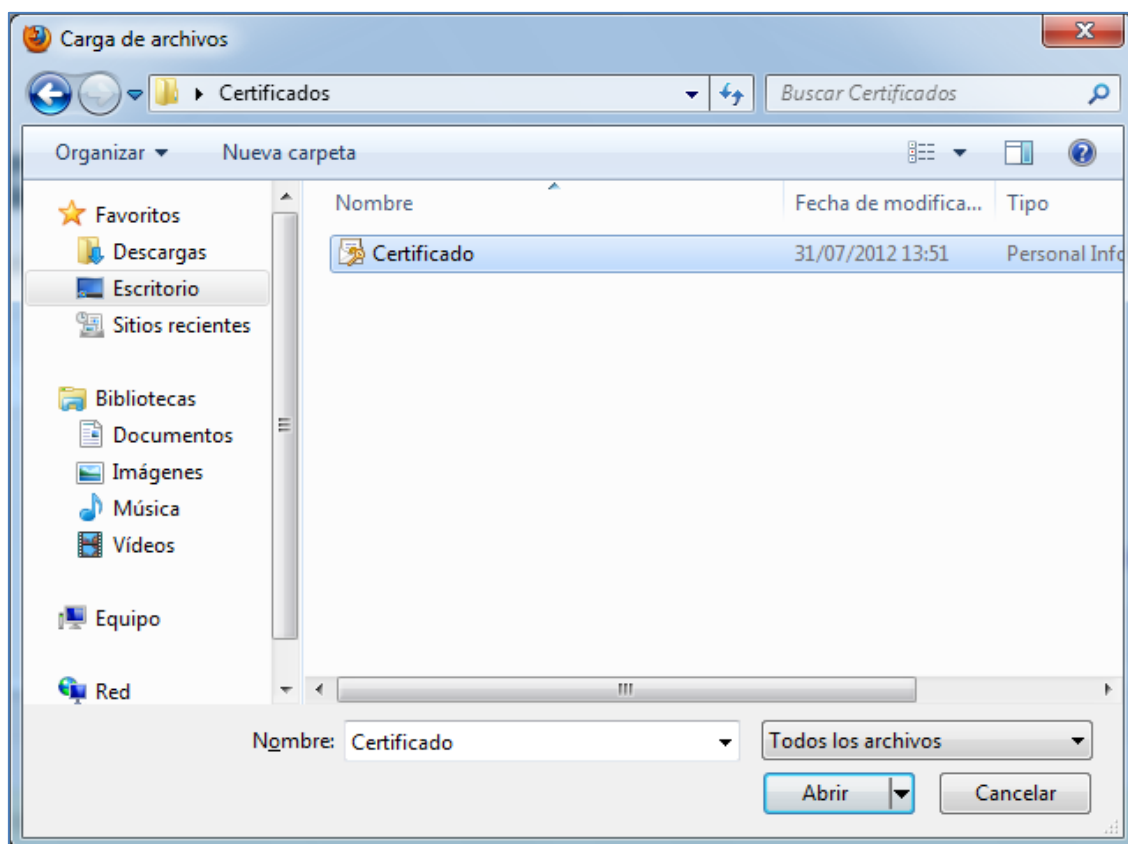 Carga de archivos
Certificados
Buscar Certificados
Organizar
Nueva carpeta
Favoritos
Descargas
Escritorio
Sitios recientes
Bibliotecas
Documentos
Imágenes
Música
Vídeos
Equipo
Red
Nombre Fecha de modifica... Tipo
Certificado 31/07/2012 13:51 Personal Info
Nombre: Certificado
Todos los archivos
Abrir Cancelar